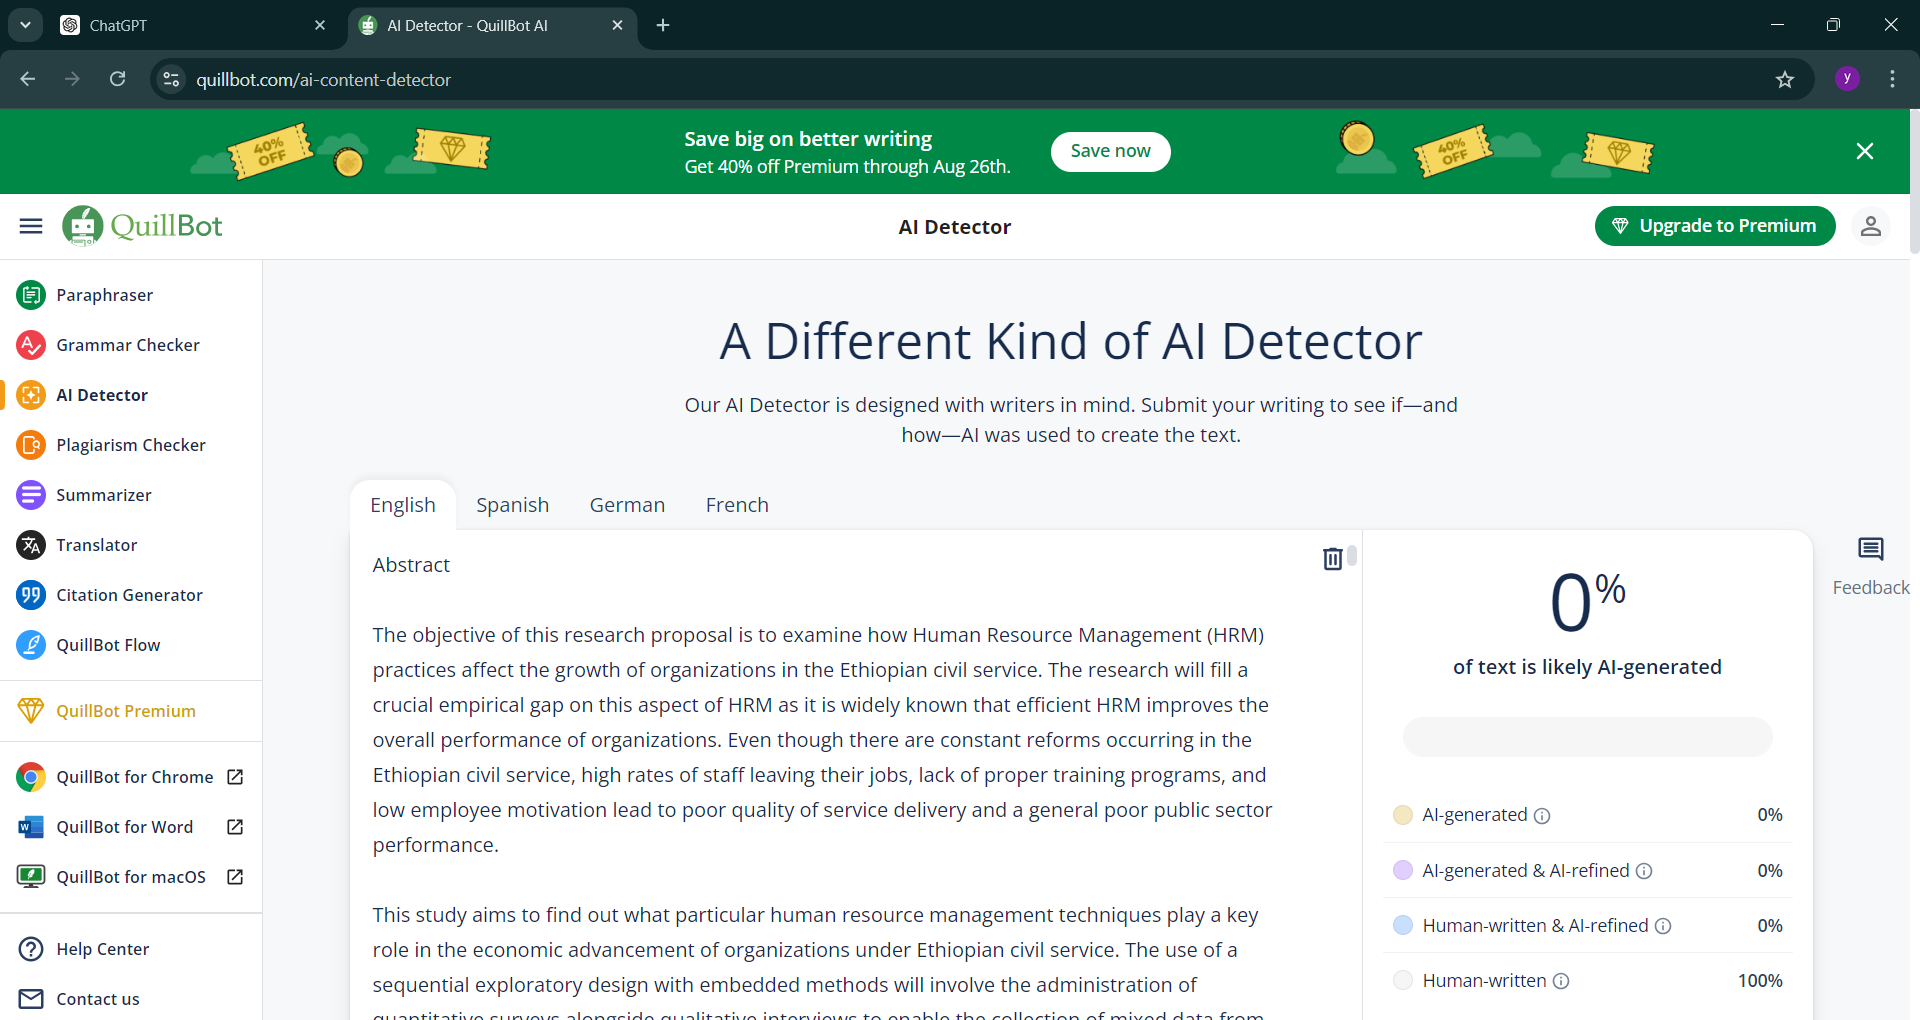 ChatGPT
AI Detector - QuillBot AI
quillbot.com/ai-content-detector
y
40% OFF
Save big on better writing
Get 40% off Premium through Aug 26th.
Save now
40% OFF
QuillBot
AI Detector
Upgrade to Premium
Paraphraser
Grammar Checker
AI Detector
Plagiarism Checker
Summarizer
Translator
Citation Generator
QuillBot Flow
QuillBot Premium
QuillBot for Chrome
QuillBot for Word
QuillBot for macOS
Help Center
Contact us
A Different Kind of AI Detector
Our AI Detector is designed with writers in mind. Submit your writing to see if—and
how—AI was used to create the text.
English Spanish German French
Abstract
The objective of this research proposal is to examine how Human Resource Management (HRM)
practices affect the growth of organizations in the Ethiopian civil service. The research will fill a
crucial empirical gap on this aspect of HRM as it is widely known that efficient HRM improves the
overall performance of organizations. Even though there are constant reforms occurring in the
Ethiopian civil service, high rates of staff leaving their jobs, lack of proper training programs, and
low employee motivation lead to poor quality of service delivery and a general poor public sector
performance.
This study aims to find out what particular human resource management techniques play a key
role in the economic advancement of organizations under Ethiopian civil service. The use of a
sequential exploratory design with embedded methods will involve the administration of
quantitative surveys alongside qualitative interviews to enable the collection of mixed data from
0%
of text is likely AI-generated
AI-generated 0%
AI-generated & AI-refined 0%
Human-written & AI-refined 0%
Human-written 100%
Feedback